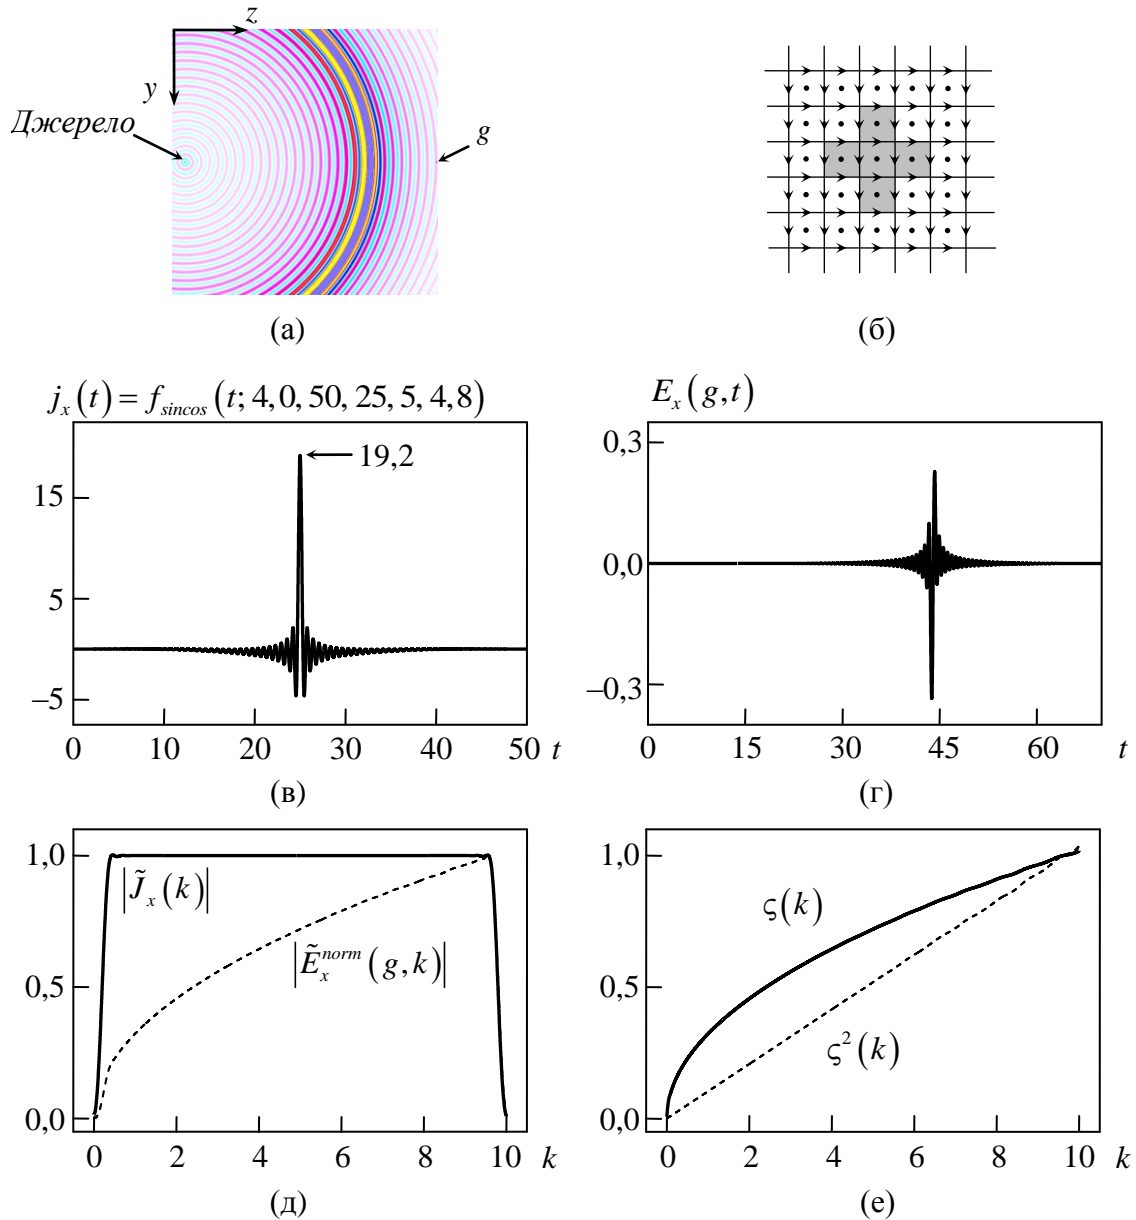 z
y
Джерело
g
(а)
(б)
j_x(t) = f_{sincos}(t; 4, 0, 50, 25, 5, 4,8)
19,2
15
5
–5
0 10 20 30 40 50 t
(в)
E_x(g,t)
0,3
0,0
–0,3
0 15 30 45 60 t
(г)
1,0
0,5
0,0
|J̃_x(k)|
|Ẽ_x^{norm}(g,k)|
0 2 4 6 8 10 k
(д)
1,0
0,5
0,0
ς(k)
ς²(k)
0 2 4 6 8 10 k
(е)